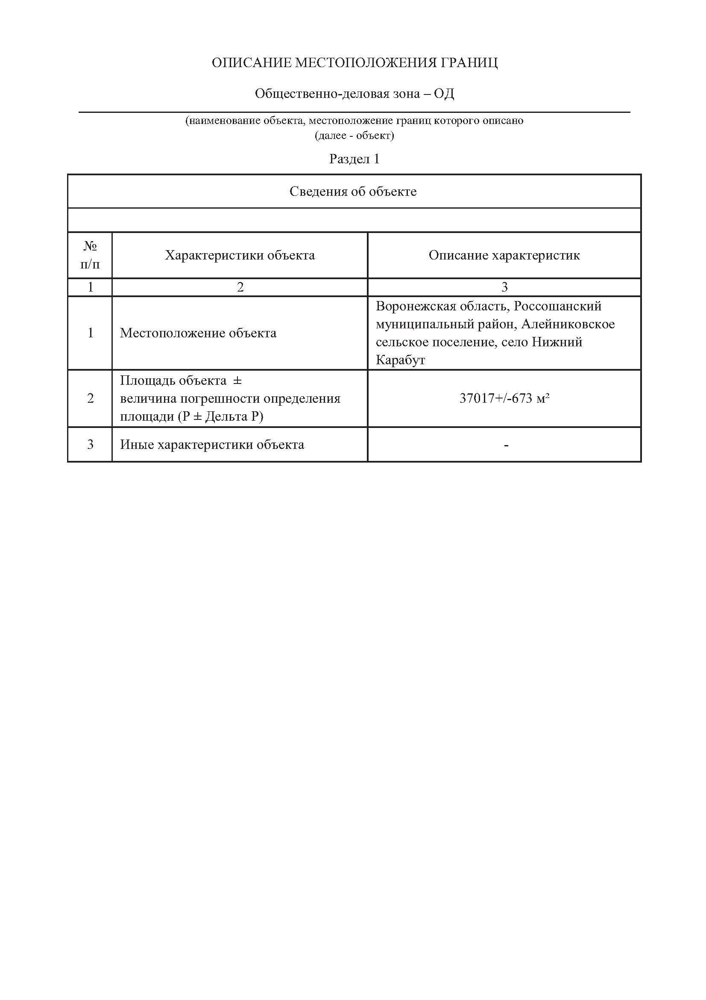 ОПИСАНИЕ МЕСТОПОЛОЖЕНИЯ ГРАНИЦ
Общественно-деловая зона – ОД
(наименование объекта, местоположение границ которого описано
(далее - объект)
Раздел 1
Сведения об объекте
№
п/п
Характеристики объекта
Описание характеристик
1
2
3
1
Местоположение объекта
Воронежская область, Россошанский
муниципальный район, Алейниковское
сельское поселение, село Нижний
Карабут
2
Площадь объекта ±
величина погрешности определения
площади (P ± Дельта P)
37017+/-673 м²
3
Иные характеристики объекта
-